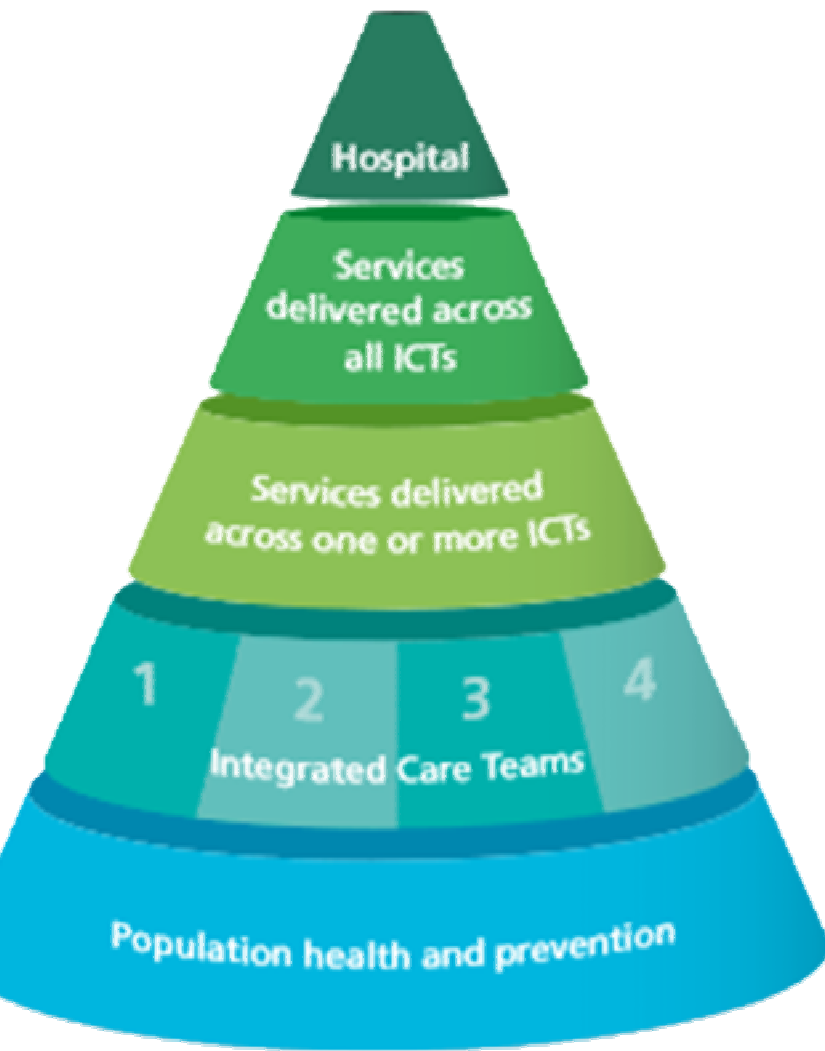 Hospital
Services
delivered across
all ICTs
Services delivered
across one or more ICTs
1 2 3 4
Integrated Care Teams
Population health and prevention